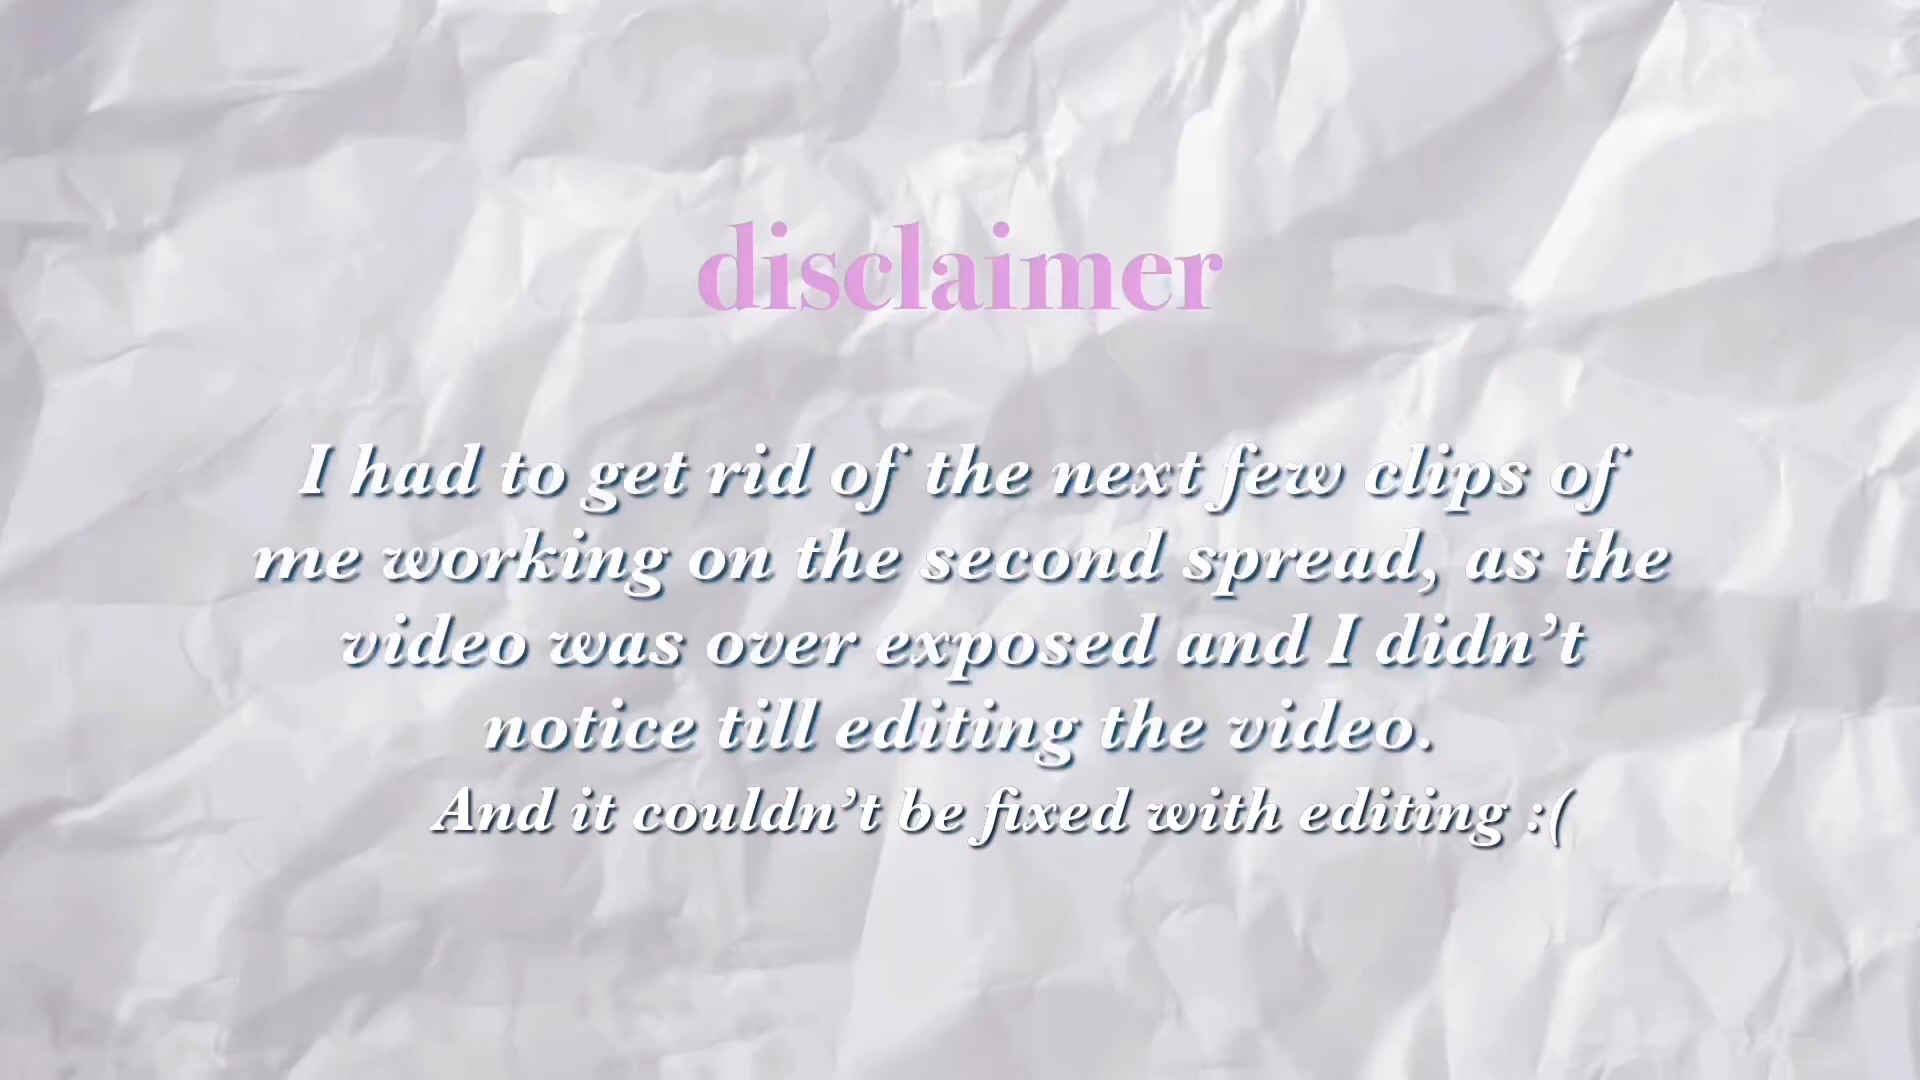 disclaimer
I had to get rid of the next few clips of
me working on the second spread, as the
video was over exposed and I didn’t
notice till editing the video.
And it couldn’t be fixed with editing :(